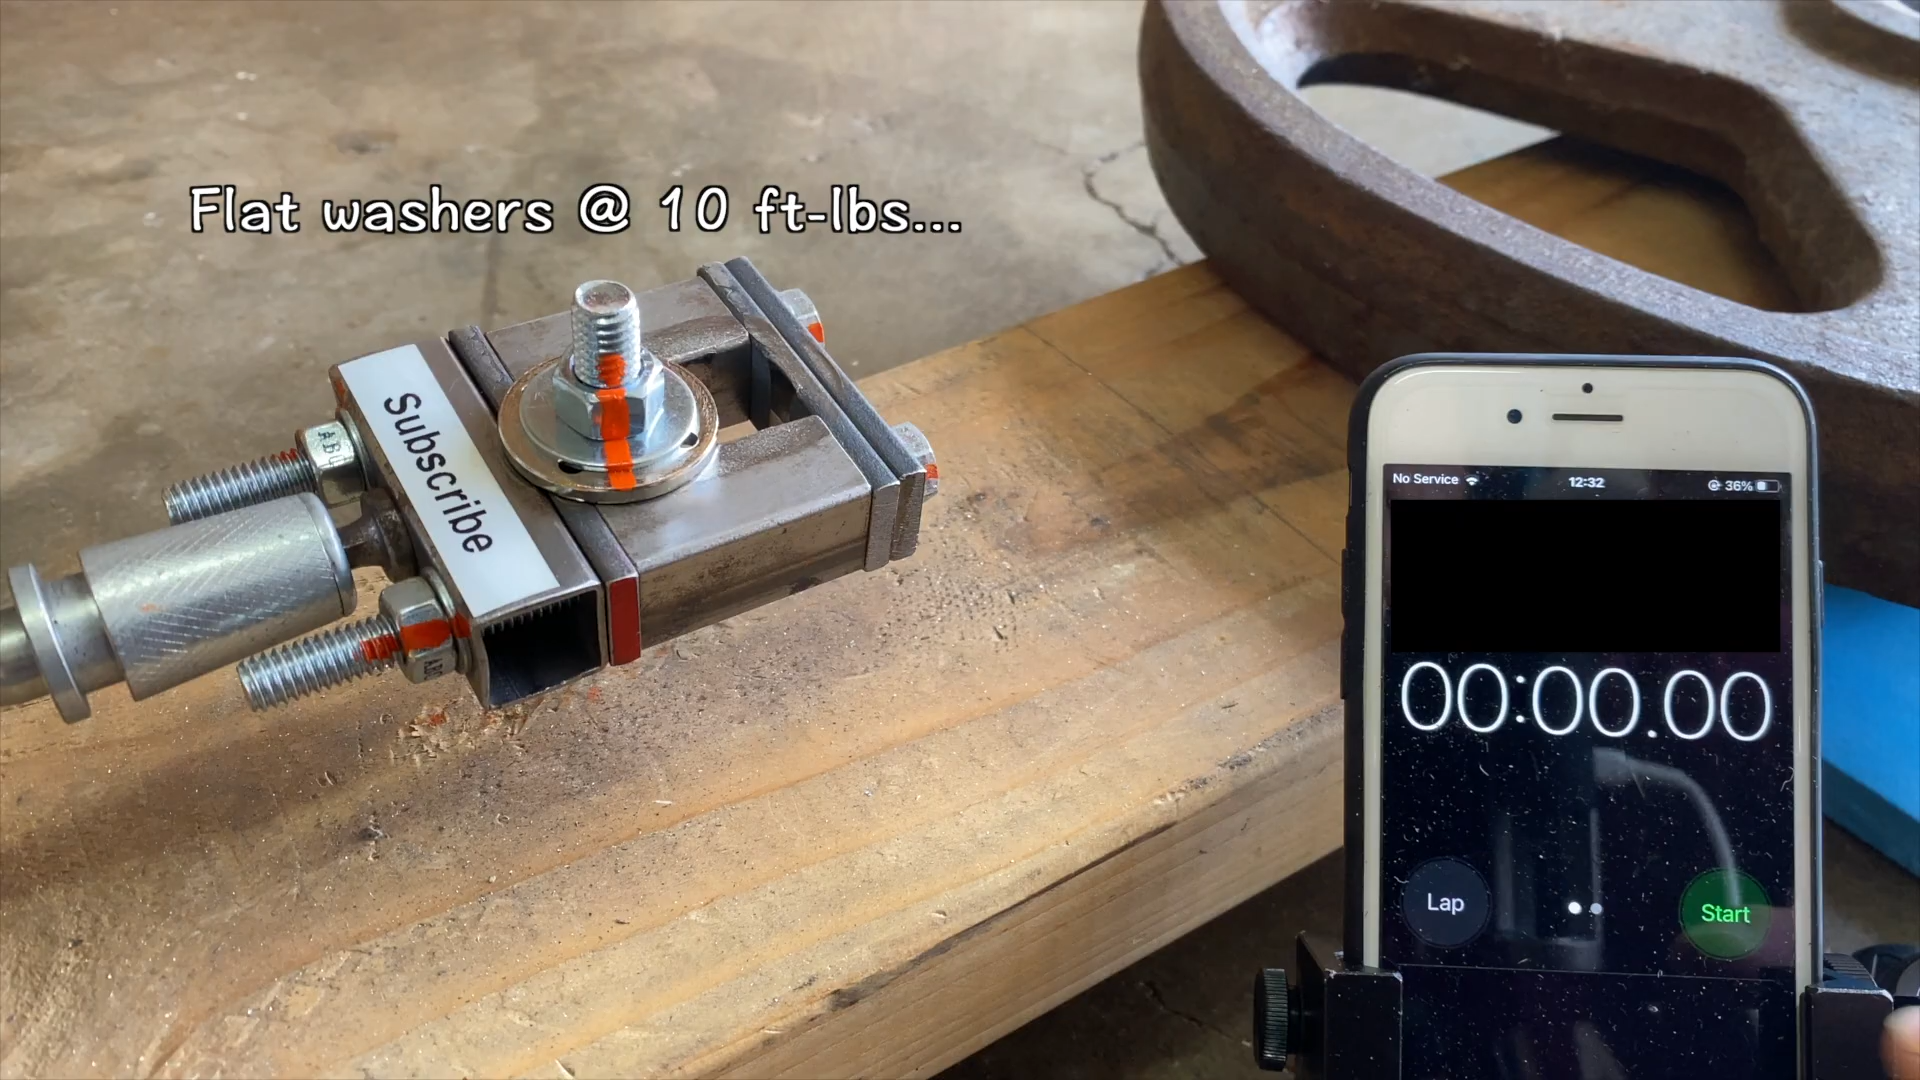 Flat washers @ 10 ft-lbs...
Subscribe
No Service
12:32
36%
00:00.00
Lap
Start